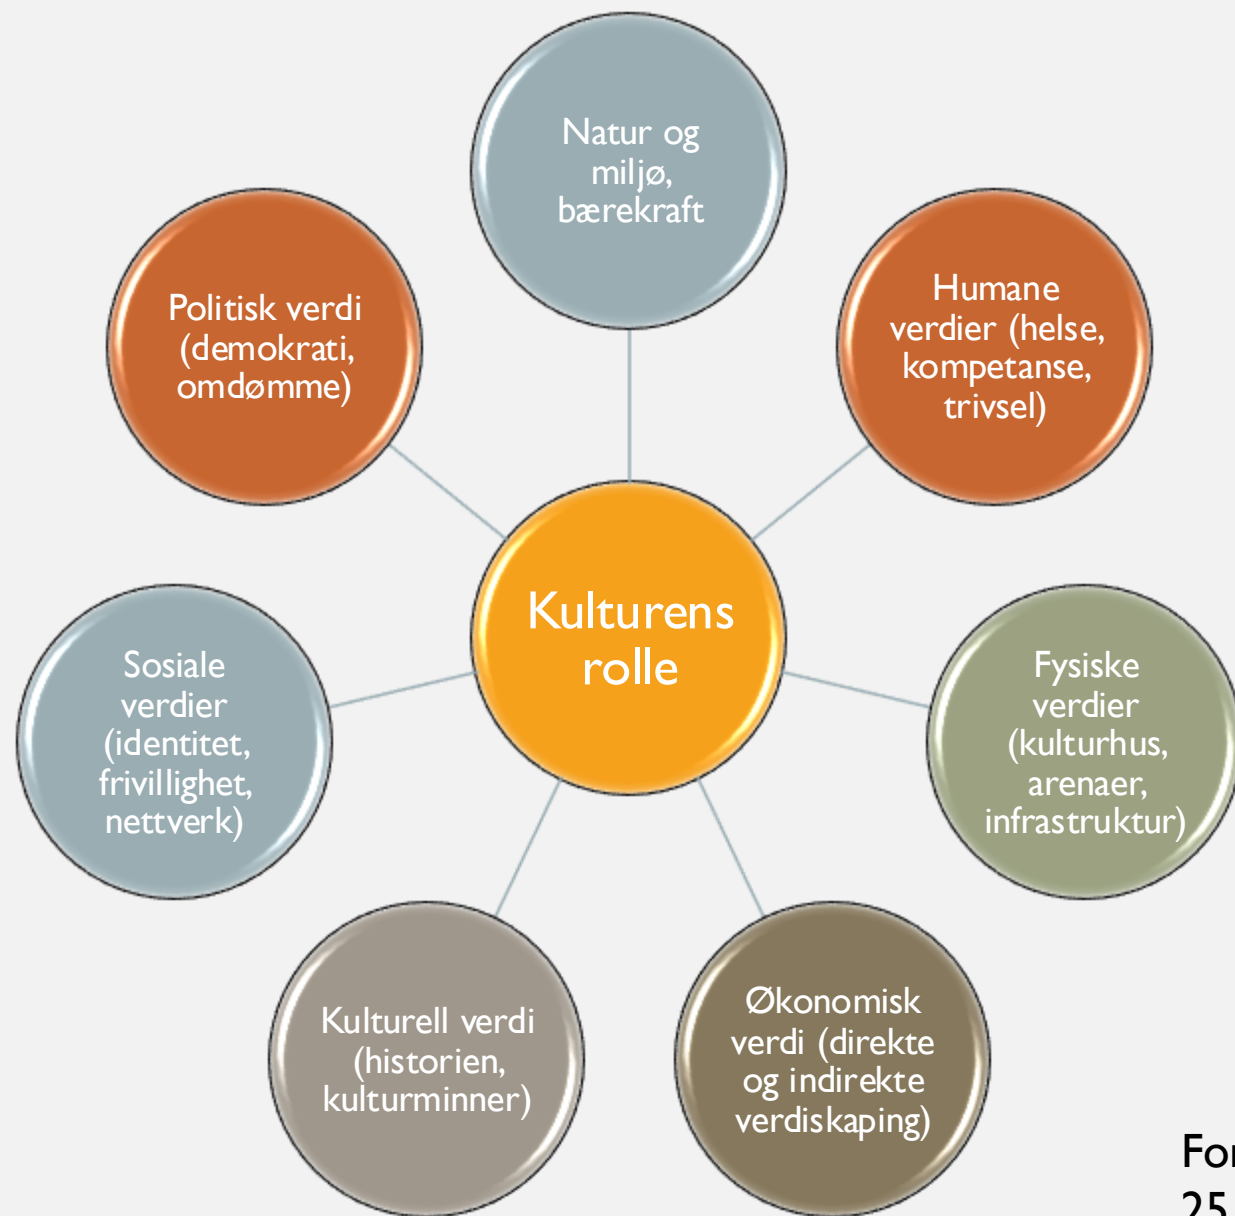 Natur og
miljø,
bærekraft
Humane
verdier (helse,
kompetanse,
trivsel)
Fysiske
verdier
(kulturhus,
arenaer,
infrastruktur)
Økonomisk
verdi (direkte
og indirekte
verdiskaping)
Kulturell verdi
(historien,
kulturminner)
Sosiale
verdier
(identitet,
frivillighet,
nettverk)
Politisk verdi
(demokrati,
omdømme)
Kulturens
rolle
25